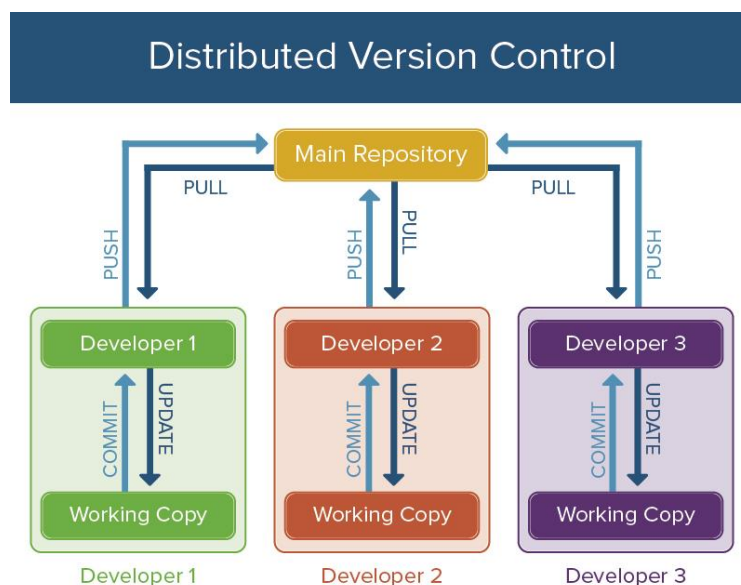 Distributed Version Control
Main Repository
PULL
PULL
PULL
PUSH
PUSH
PUSH
Developer 1
Developer 2
Developer 3
COMMIT
UPDATE
COMMIT
UPDATE
COMMIT
UPDATE
Working Copy
Working Copy
Working Copy
Developer 1
Developer 2
Developer 3